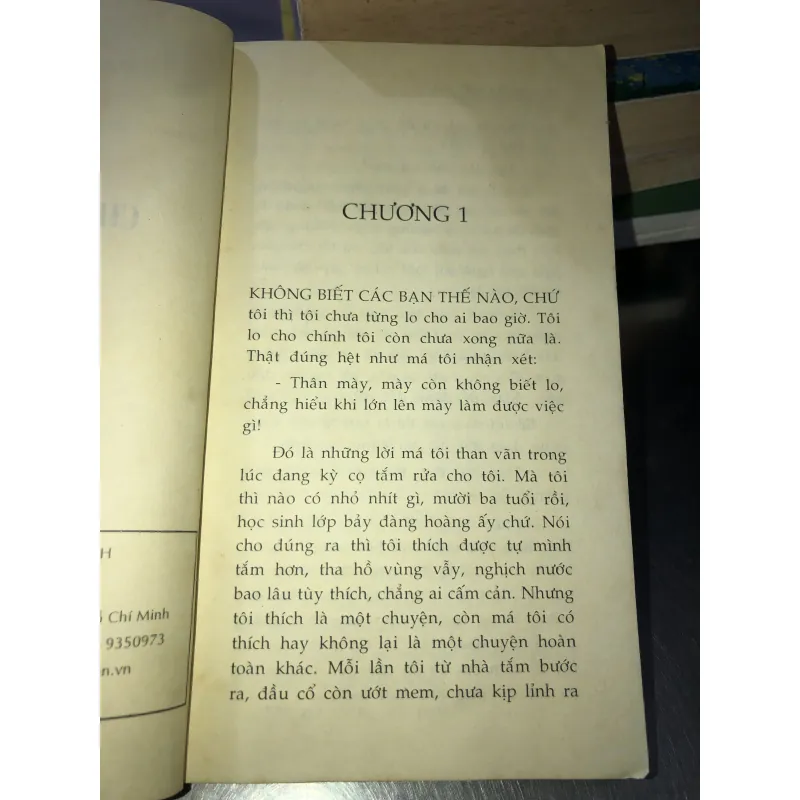 CHƯƠNG 1
KHÔNG BIẾT CÁC BẠN THẾ NÀO, CHỨ
tôi thì tôi chưa từng lo cho ai bao giờ. Tôi
lo cho chính tôi còn chưa xong nữa là.
Thật đúng hệt như má tôi nhận xét:
- Thân mày, mày còn không biết lo,
chẳng hiểu khi lớn lên mày làm được việc
gì!
Đó là những lời má tôi than vãn trong
lúc đang kỳ cọ tắm rửa cho tôi. Mà tôi
thì nào có nhỏ nhít gì, mười ba tuổi rồi,
học sinh lớp bảy đàng hoàng ấy chứ. Nói
cho đúng ra thì tôi thích được tự mình
tắm hơn, tha hồ vùng vẫy, nghịch nước
bao lâu tùy thích, chẳng ai cấm cản. Nhưng
tôi thích là một chuyện, còn má tôi có
thích hay không lại là một chuyện hoàn
toàn khác. Mỗi lần tôi từ nhà tắm bước
ra, đầu cổ còn ướt mem, chưa kịp lỉnh ra
H
Chí Minh
9350973
n.vn